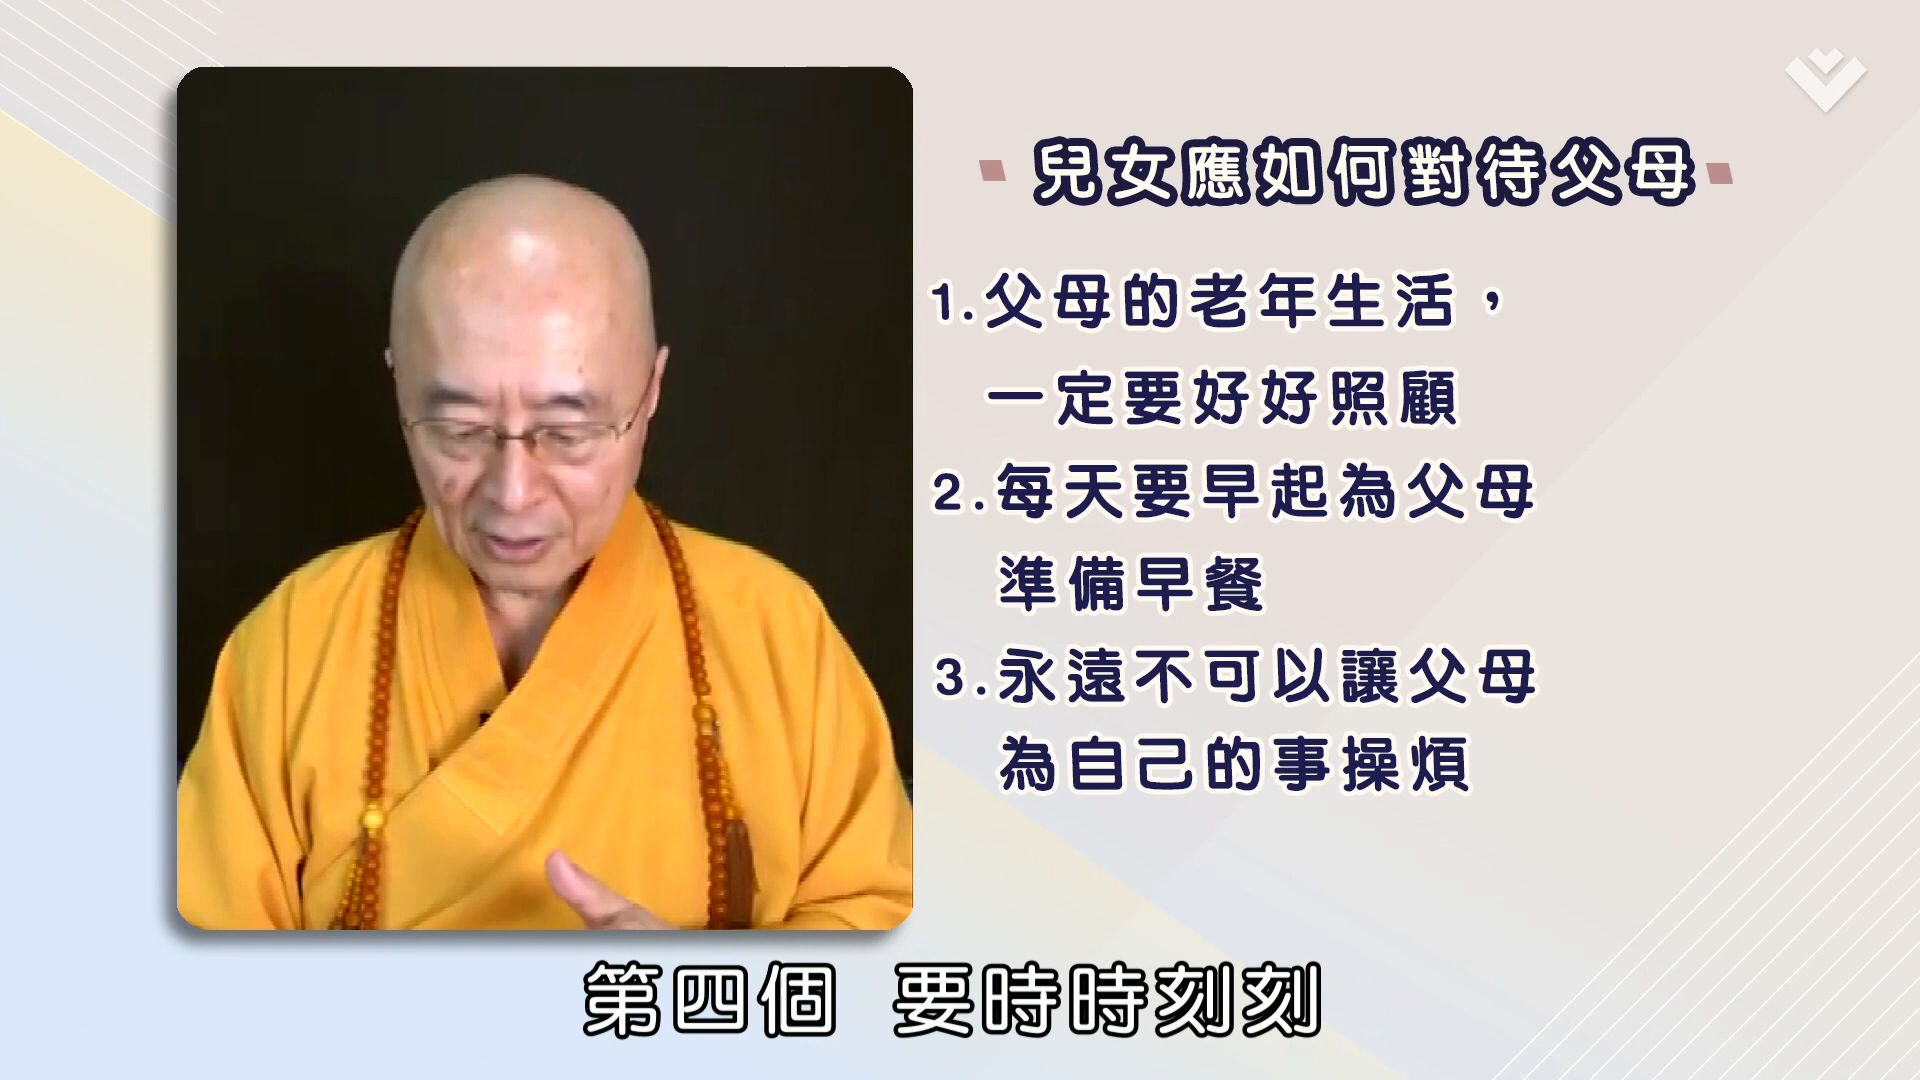 兒女應如何對待父母
1.父母的老年生活，
一定要好好照顧
2.每天要早起為父母
準備早餐
3.永遠不可以讓父母
為自己的事操煩
第四個 要時時刻刻